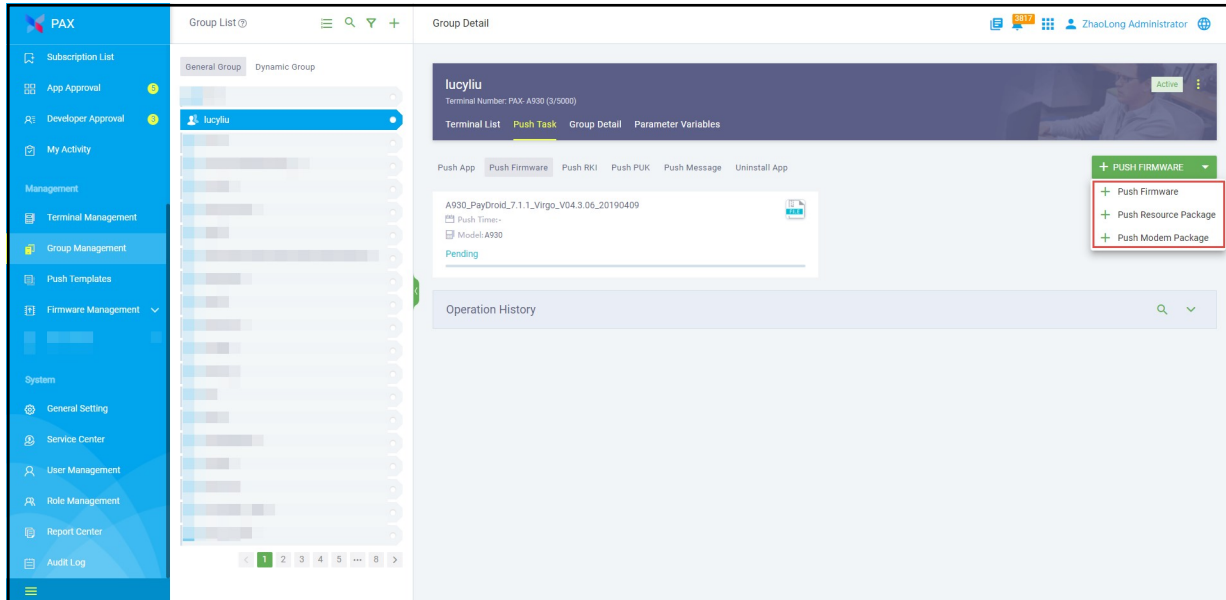 PAX
Subscription List
App Approval 5
Developer Approval 3
My Activity
Management
Terminal Management
Group Management
Push Templates
Firmware Management
System
General Setting
Service Center
User Management
Role Management
Report Center
Audit Log
Group List
General Group Dynamic Group
lucyliu
< 1 2 3 4 5 ••• 8 >
Group Detail
3817
ZhaoLong Administrator
lucyliu
Active
Terminal Number: PAX- A930 (3/5000)
Terminal List Push Task Group Detail Parameter Variables
Push App Push Firmware Push RKI Push PUK Push Message Uninstall App
+ PUSH FIRMWARE
+ Push Firmware
+ Push Resource Package
+ Push Modem Package
A930_PayDroid_7.1.1_Virgo_V04.3.06_20190409
FILE
Push Time:-
Model: A930
Pending
Operation History